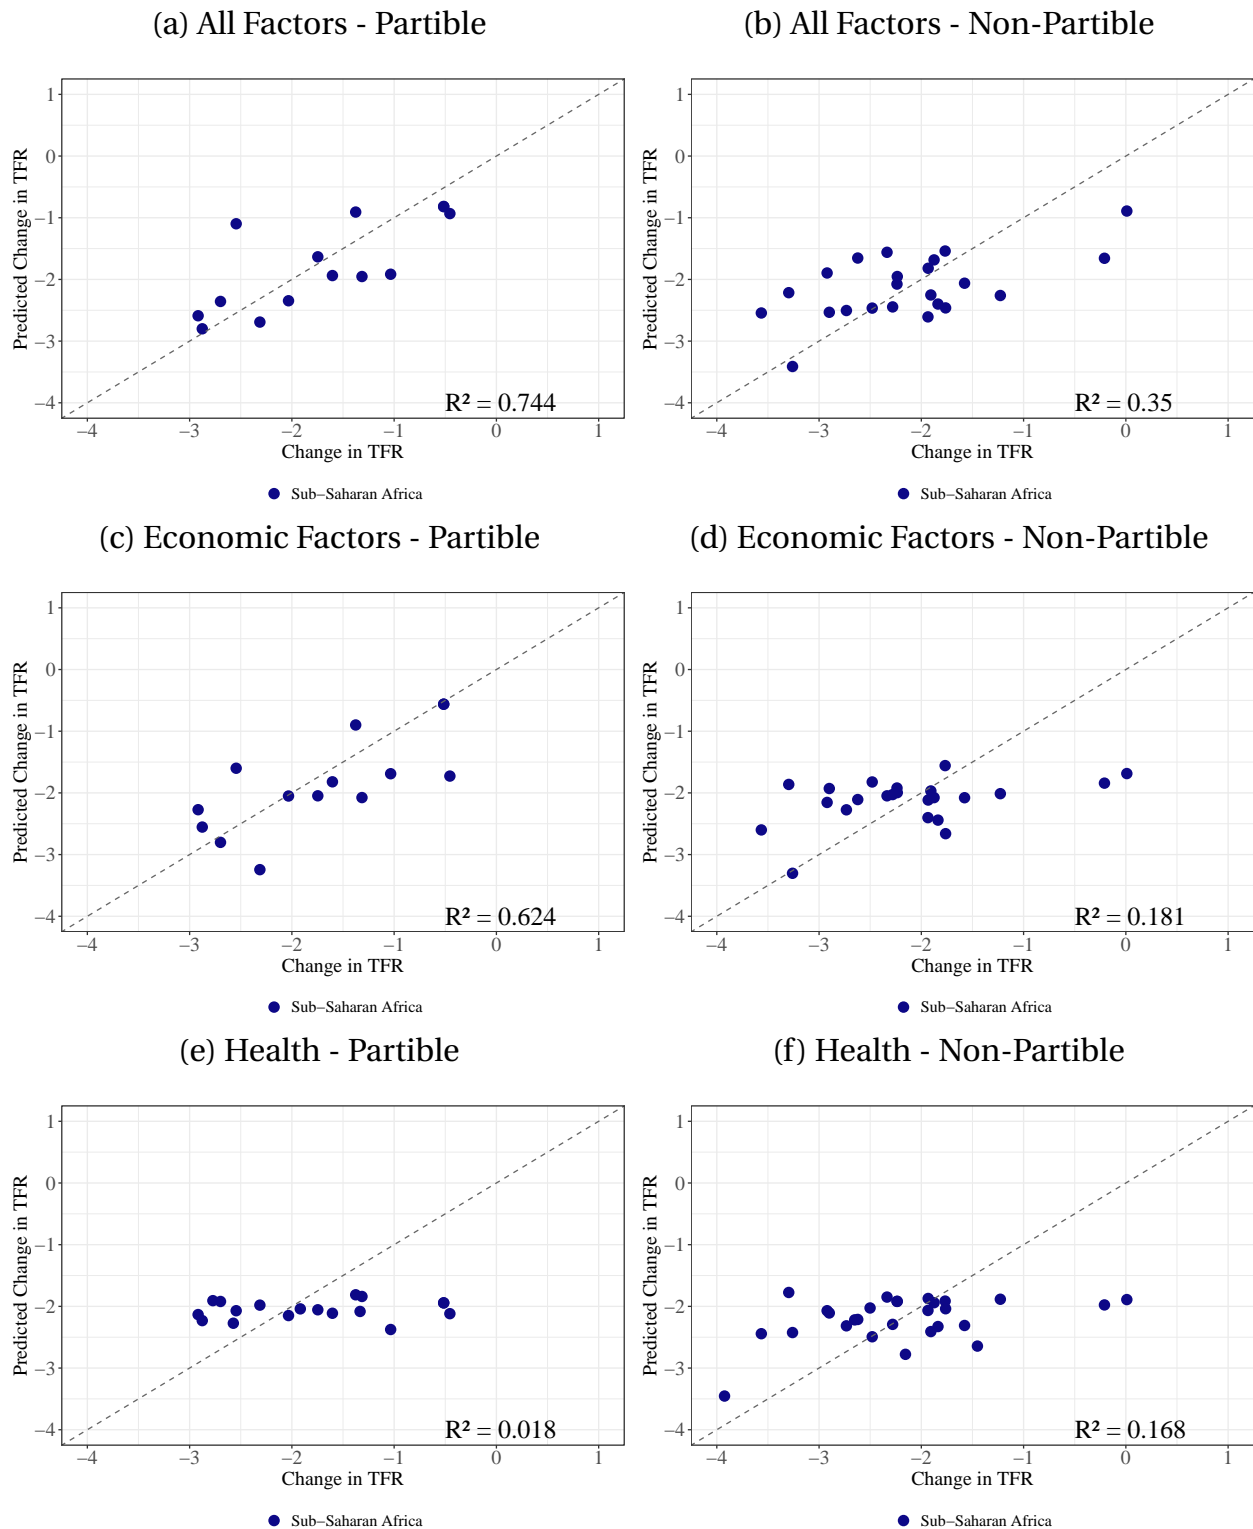 (a) All Factors - Partible
(b) All Factors - Non-Partible
Predicted Change in TFR
1
0
−1
−2
−3
−4
R² = 0.744
−4 −3 −2 −1 0 1
Change in TFR
Sub−Saharan Africa
Predicted Change in TFR
1
0
−1
−2
−3
−4
R² = 0.35
−4 −3 −2 −1 0 1
Change in TFR
Sub−Saharan Africa
(c) Economic Factors - Partible
(d) Economic Factors - Non-Partible
Predicted Change in TFR
1
0
−1
−2
−3
−4
R² = 0.624
−4 −3 −2 −1 0 1
Change in TFR
Sub−Saharan Africa
Predicted Change in TFR
1
0
−1
−2
−3
−4
R² = 0.181
−4 −3 −2 −1 0 1
Change in TFR
Sub−Saharan Africa
(e) Health - Partible
(f) Health - Non-Partible
Predicted Change in TFR
1
0
−1
−2
−3
−4
R² = 0.018
−4 −3 −2 −1 0 1
Change in TFR
Sub−Saharan Africa
Predicted Change in TFR
1
0
−1
−2
−3
−4
R² = 0.168
−4 −3 −2 −1 0 1
Change in TFR
Sub−Saharan Africa